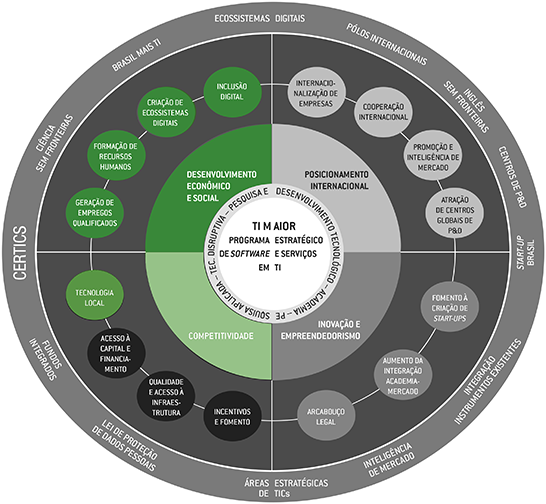 ECOSSISTEMAS DIGITAIS
PÓLOS INTERNACIONAIS
INGLÊS
SEM FRONTEIRAS
CENTROS DE P&D
START-UP
BRASIL
INTEGRAÇÃO
INSTRUMENTOS EXISTENTES
INTELIGÊNCIA
DE MERCADO
ÁREAS ESTRATÉGICAS
DE TICs
LEI DE PROTEÇÃO
DE DADOS PESSOAIS
FUNDOS
INTEGRADOS
CERTICS
CIÊNCIA
SEM FRONTEIRAS
BRASIL MAIS TI
INCLUSÃO
DIGITAL
CRIAÇÃO DE
ECOSSISTEMAS
DIGITAIS
FORMAÇÃO DE
RECURSOS
HUMANOS
GERAÇÃO DE
EMPREGOS
QUALIFICADOS
INTERNACIO-
NALIZAÇÃO DE
EMPRESAS
COOPERAÇÃO
INTERNACIONAL
PROMOÇÃO E
INTELIGÊNCIA DE
MERCADO
ATRAÇÃO DE
CENTROS
GLOBAIS DE
P&D
DESENVOLVIMENTO
ECONÔMICO
E SOCIAL
POSICIONAMENTO
INTERNACIONAL
TEC. DISRUPTIVA – PESQUISA E DESENVOLVIMENTO TECNOLÓGICO – ACADEMIA – PESQUISA APLICADA –
TI MAIOR
PROGRAMA ESTRATÉGICO
DE SOFTWARE E SERVIÇOS
EM TI
COMPETITIVIDADE
INOVAÇÃO E
EMPREENDEDORISMO
TECNOLOGIA
LOCAL
ACESSO À
CAPITAL E
FINANCIA-
MENTO
QUALIDADE
E ACESSO À
INFRAES-
TRUTURA
INCENTIVOS
E FOMENTO
FOMENTO À
CRIAÇÃO DE
START-UPS
AUMENTO DA
INTEGRAÇÃO
ACADEMIA-
MERCADO
ARCABOUÇO
LEGAL